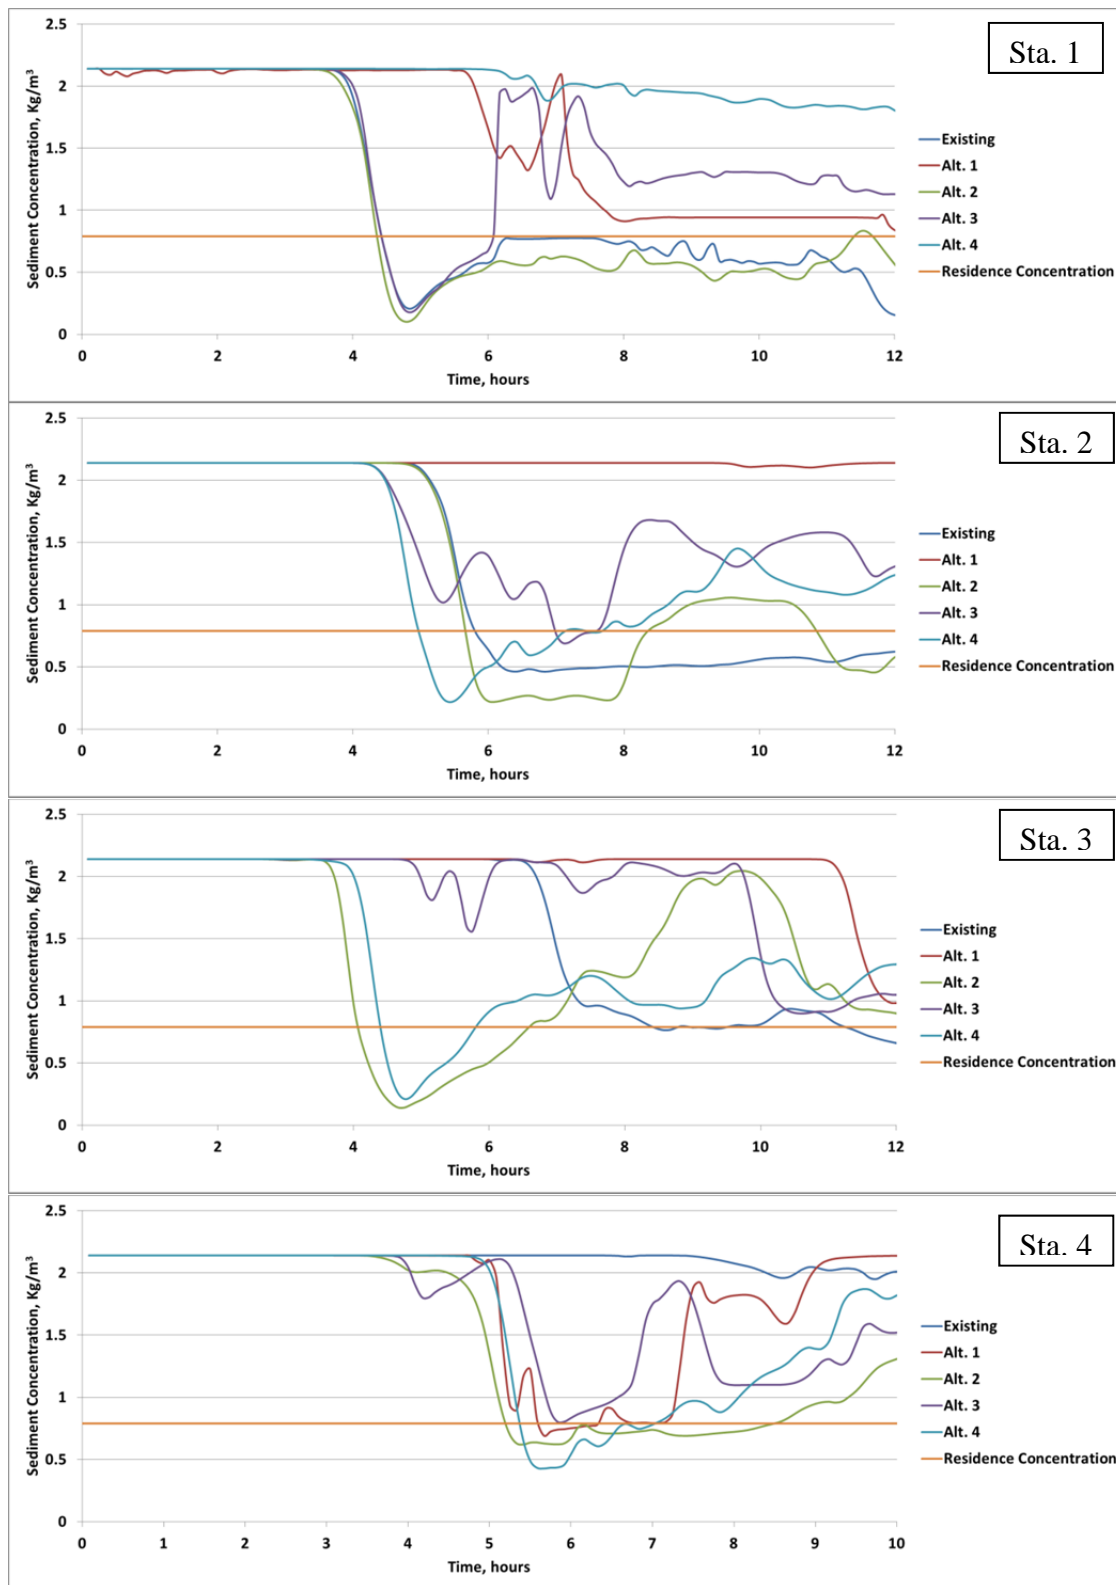 Sta. 1
Sediment Concentration, Kg/m³
2.5
2
1.5
1
0.5
0
0 2 4 6 8 10 12
Time, hours
Existing
Alt. 1
Alt. 2
Alt. 3
Alt. 4
Residence Concentration
Sta. 2
Sediment Concentration, Kg/m³
2.5
2
1.5
1
0.5
0
0 2 4 6 8 10 12
Time, hours
Existing
Alt. 1
Alt. 2
Alt. 3
Alt. 4
Residence Concentration
Sta. 3
Sediment Concentration, Kg/m³
2.5
2
1.5
1
0.5
0
0 2 4 6 8 10 12
Time, hours
Existing
Alt. 1
Alt. 2
Alt. 3
Alt. 4
Residence Concentration
Sta. 4
Sediment Concentration, Kg/m³
2.5
2
1.5
1
0.5
0
0 1 2 3 4 5 6 7 8 9 10
Time, hours
Existing
Alt. 1
Alt. 2
Alt. 3
Alt. 4
Residence Concentration